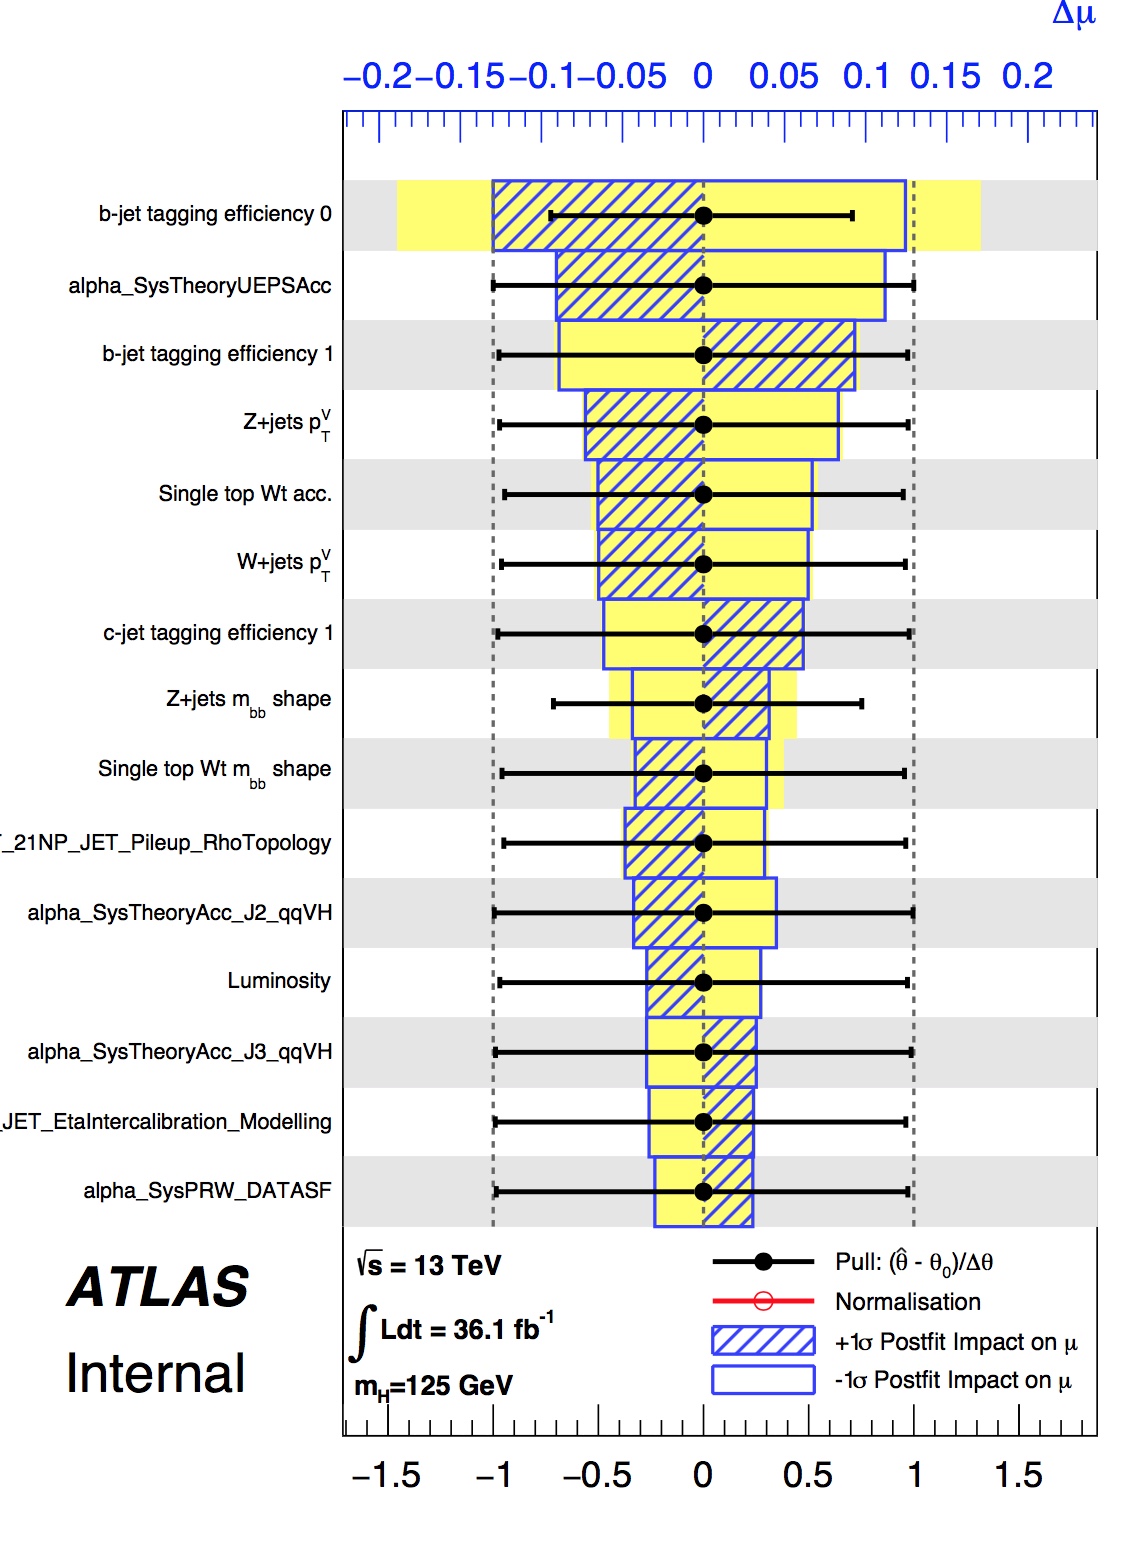 Δμ
−0.2 −0.15 −0.1 −0.05 0 0.05 0.1 0.15 0.2
b-jet tagging efficiency 0
alpha_SysTheoryUEPSAcc
b-jet tagging efficiency 1
Z+jets p_T^V
Single top Wt acc.
W+jets p_T^V
c-jet tagging efficiency 1
Z+jets m_bb shape
Single top Wt m_bb shape
_21NP_JET_Pileup_RhoTopology
alpha_SysTheoryAcc_J2_qqVH
Luminosity
alpha_SysTheoryAcc_J3_qqVH
_JET_EtaIntercalibration_Modelling
alpha_SysPRW_DATASF
ATLAS
Internal
√s = 13 TeV
∫Ldt = 36.1 fb⁻¹
m_H=125 GeV
Pull: (θ̂ - θ₀)/Δθ
Normalisation
+1σ Postfit Impact on μ
-1σ Postfit Impact on μ
−1.5 −1 −0.5 0 0.5 1 1.5